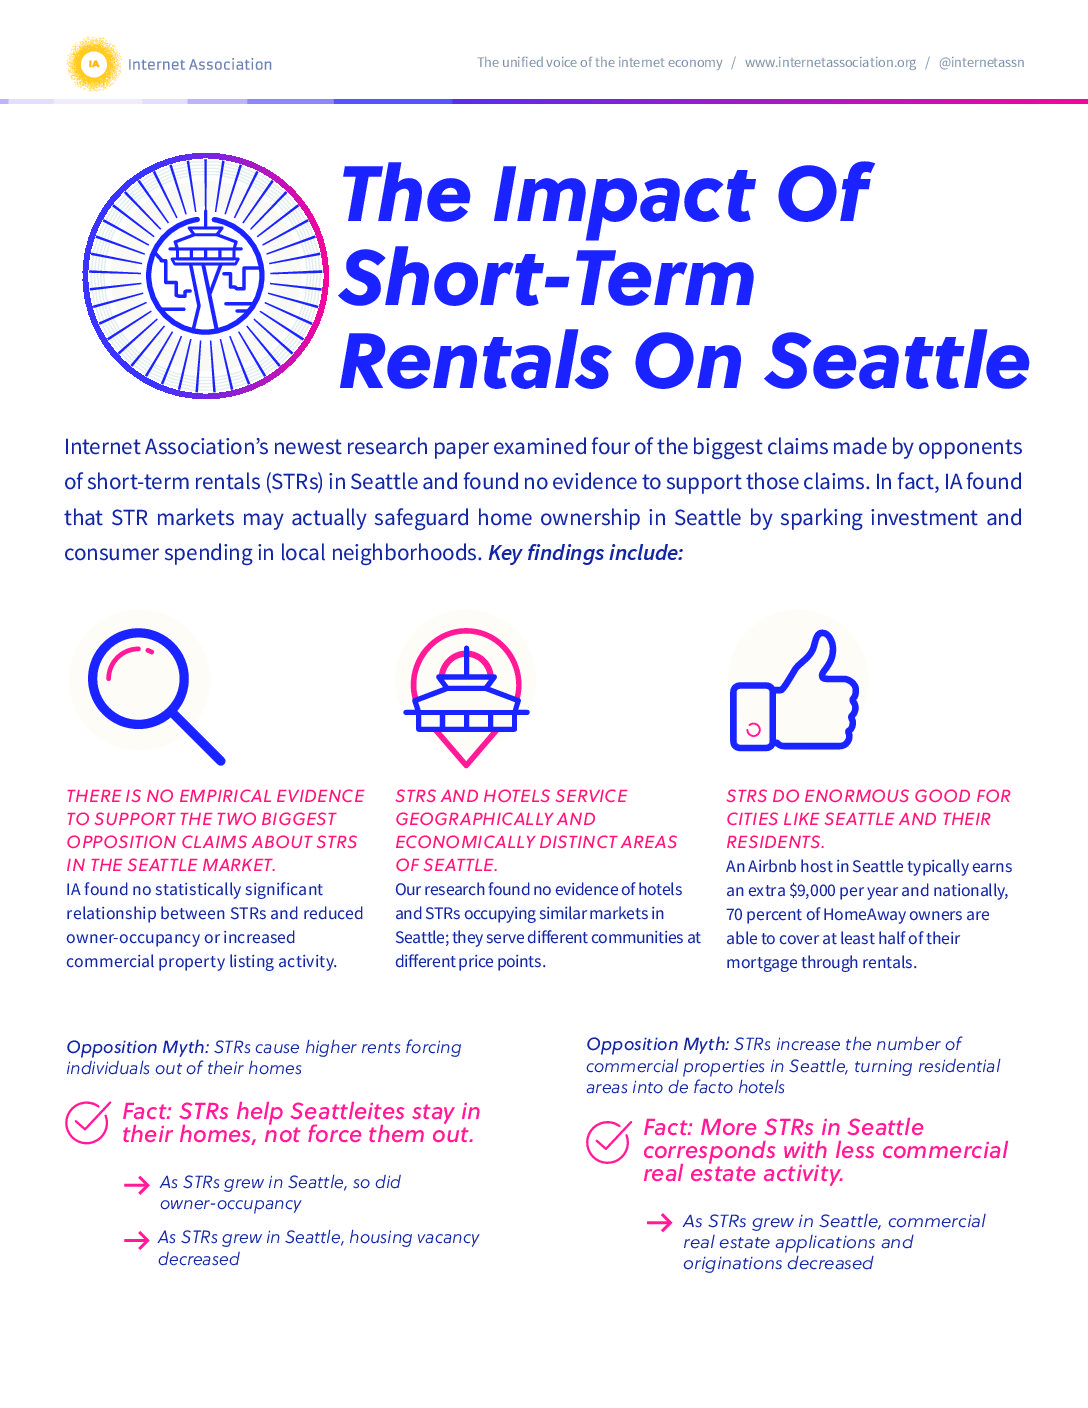 IA
Internet Association
The unified voice of the internet economy / www.internetassociation.org / @internetassn
The Impact Of
Short-Term
Rentals On Seattle
Internet Association’s newest research paper examined four of the biggest claims made by opponents
of short-term rentals (STRs) in Seattle and found no evidence to support those claims. In fact, IA found
that STR markets may actually safeguard home ownership in Seattle by sparking investment and
consumer spending in local neighborhoods. Key findings include:
THERE IS NO EMPIRICAL EVIDENCE
TO SUPPORT THE TWO BIGGEST
OPPOSITION CLAIMS ABOUT STRS
IN THE SEATTLE MARKET.
IA found no statistically significant
relationship between STRs and reduced
owner-occupancy or increased
commercial property listing activity.
STRS AND HOTELS SERVICE
GEOGRAPHICALLY AND
ECONOMICALLY DISTINCT AREAS
OF SEATTLE.
Our research found no evidence of hotels
and STRs occupying similar markets in
Seattle; they serve different communities at
different price points.
STRS DO ENORMOUS GOOD FOR
CITIES LIKE SEATTLE AND THEIR
RESIDENTS.
An Airbnb host in Seattle typically earns
an extra $9,000 per year and nationally,
70 percent of HomeAway owners are
able to cover at least half of their
mortgage through rentals.
Opposition Myth: STRs cause higher rents forcing
individuals out of their homes
Fact: STRs help Seattleites stay in
their homes, not force them out.
As STRs grew in Seattle, so did
owner-occupancy
As STRs grew in Seattle, housing vacancy
decreased
Opposition Myth: STRs increase the number of
commercial properties in Seattle, turning residential
areas into de facto hotels
Fact: More STRs in Seattle
corresponds with less commercial
real estate activity.
As STRs grew in Seattle, commercial
real estate applications and
originations decreased